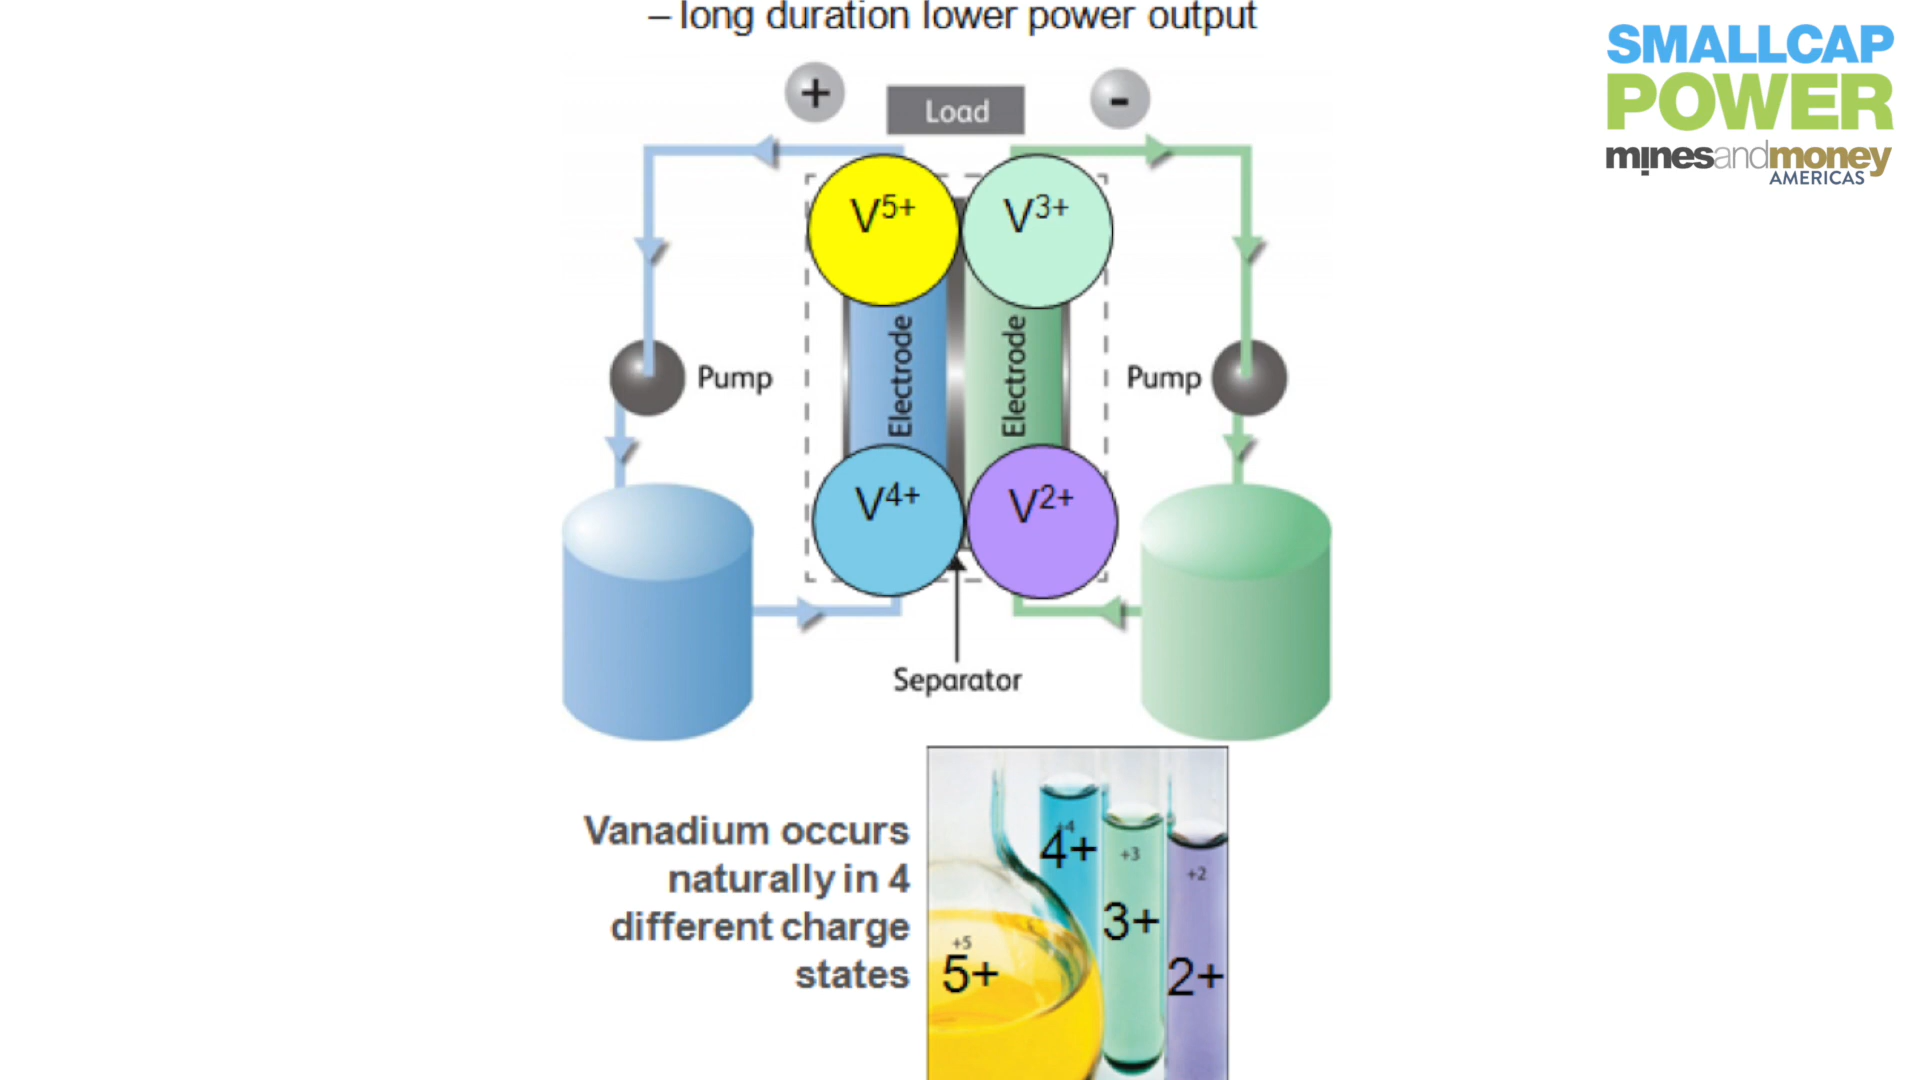 – long duration lower power output
SMALLCAP
POWER
minesandmoney
AMERICAS
+
Load
-
V5+
V3+
Electrode
Electrode
Pump
Pump
V4+
V2+
Separator
Vanadium occurs
naturally in 4
different charge
states
+4
4+
+3
3+
+2
2+
+5
5+